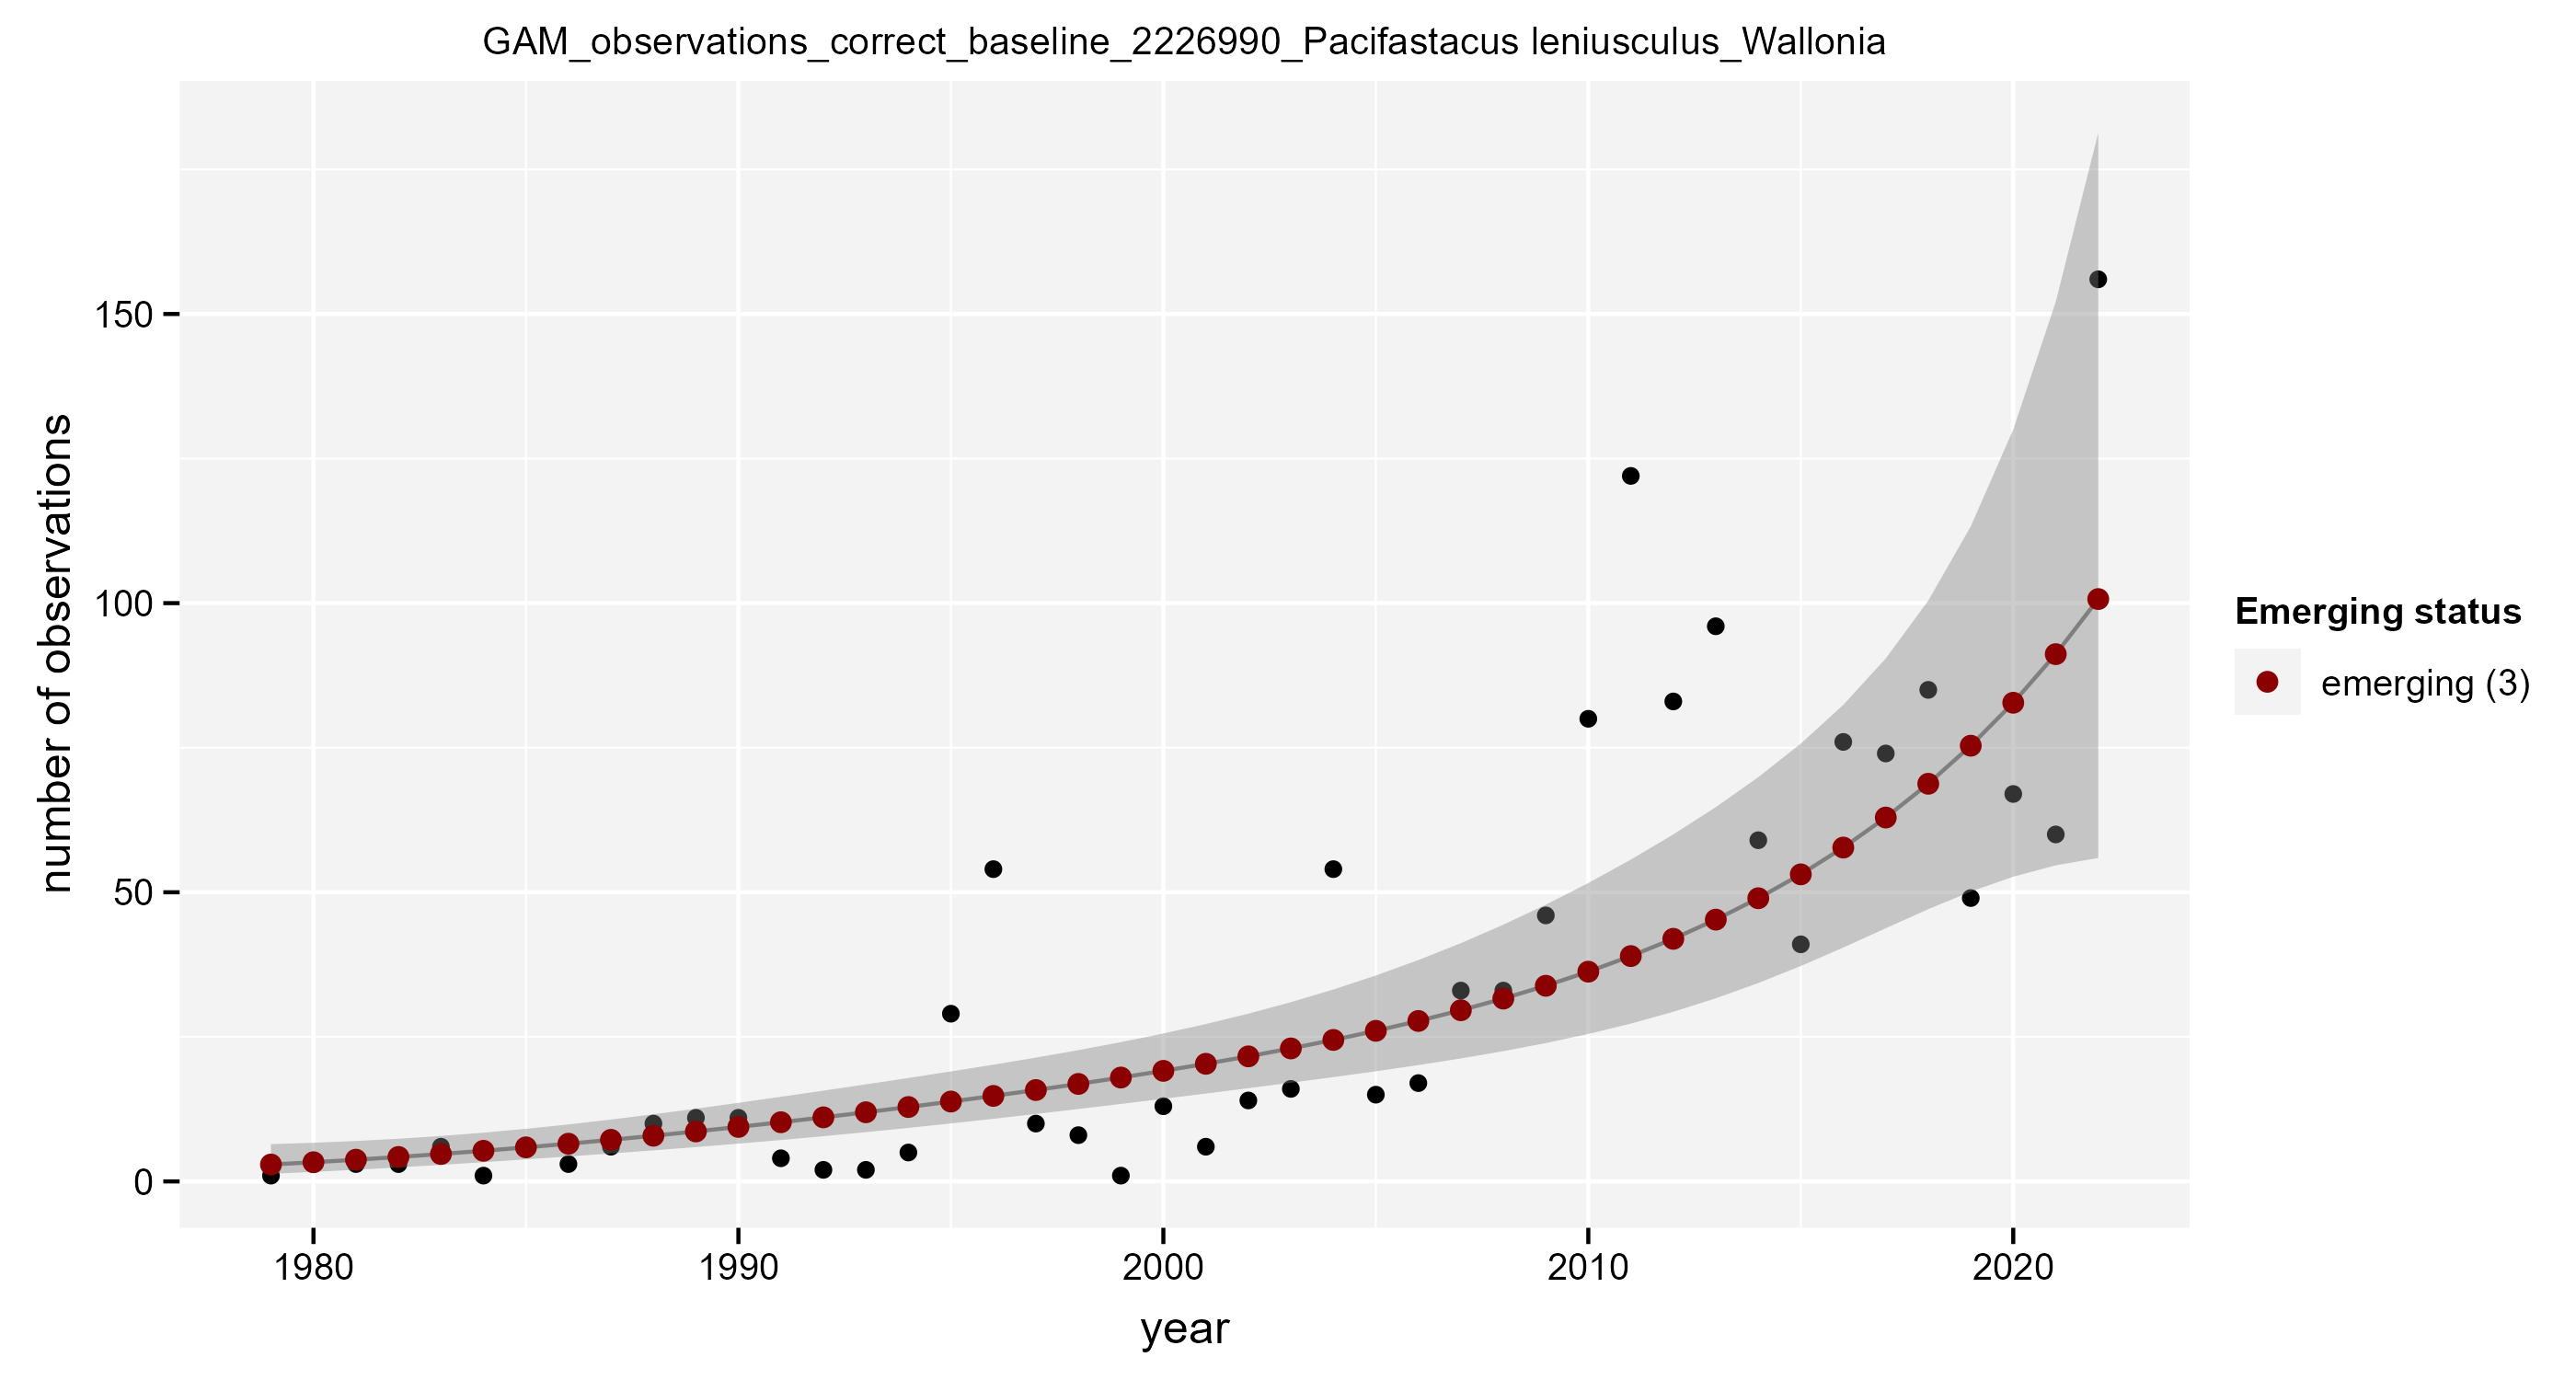 GAM_observations_correct_baseline_2226990_Pacifastacus leniusculus_Wallonia
number of observations
150
100
50
0
1980
1990
2000
2010
2020
year
Emerging status
emerging (3)